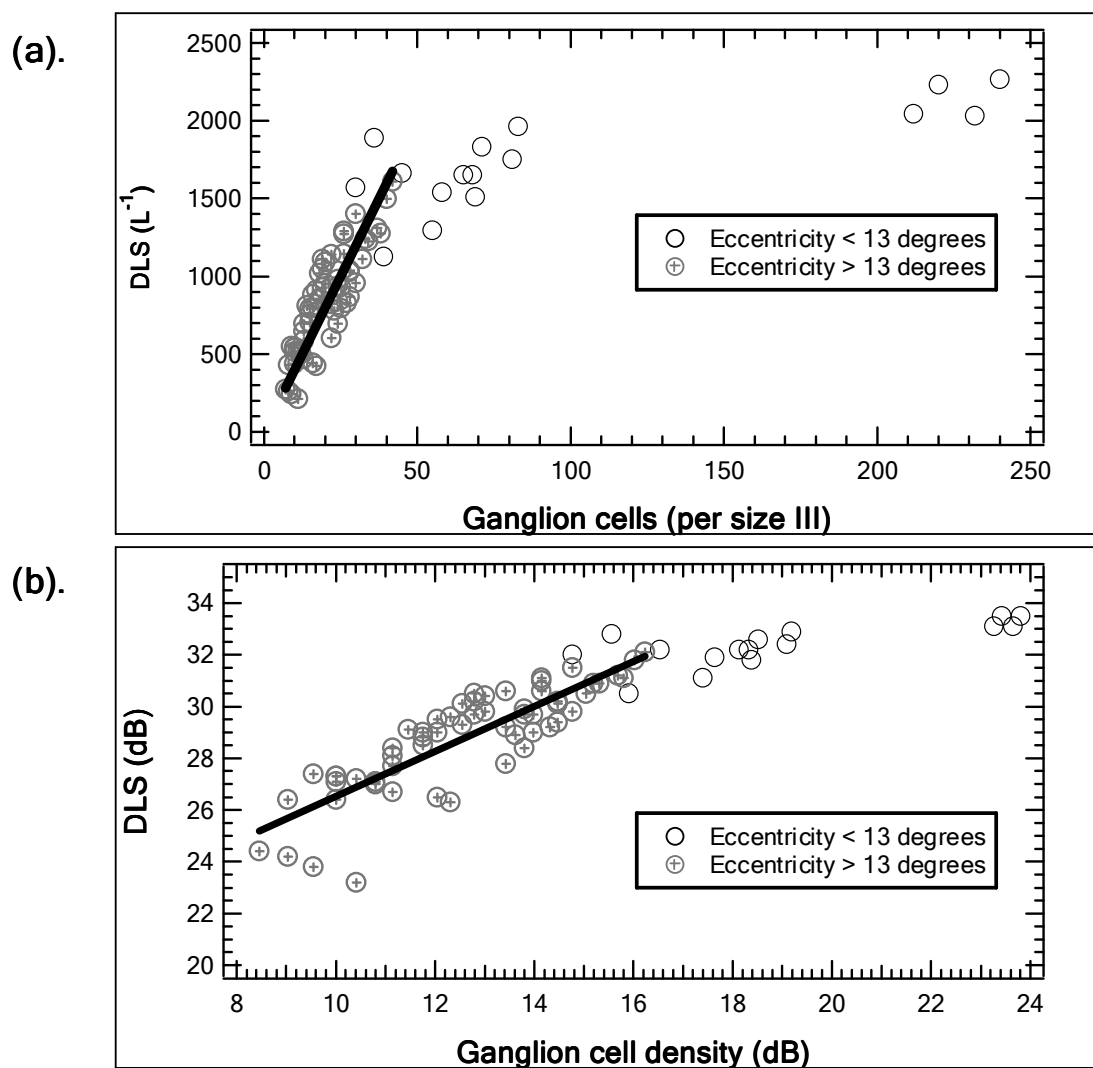 (a).
2500
2000
1500
1000
500
0
DLS (L⁻¹)
Eccentricity < 13 degrees
Eccentricity > 13 degrees
0 50 100 150 200 250
Ganglion cells (per size III)
(b).
34
32
30
28
26
24
22
20
DLS (dB)
Eccentricity < 13 degrees
Eccentricity > 13 degrees
8 10 12 14 16 18 20 22 24
Ganglion cell density (dB)